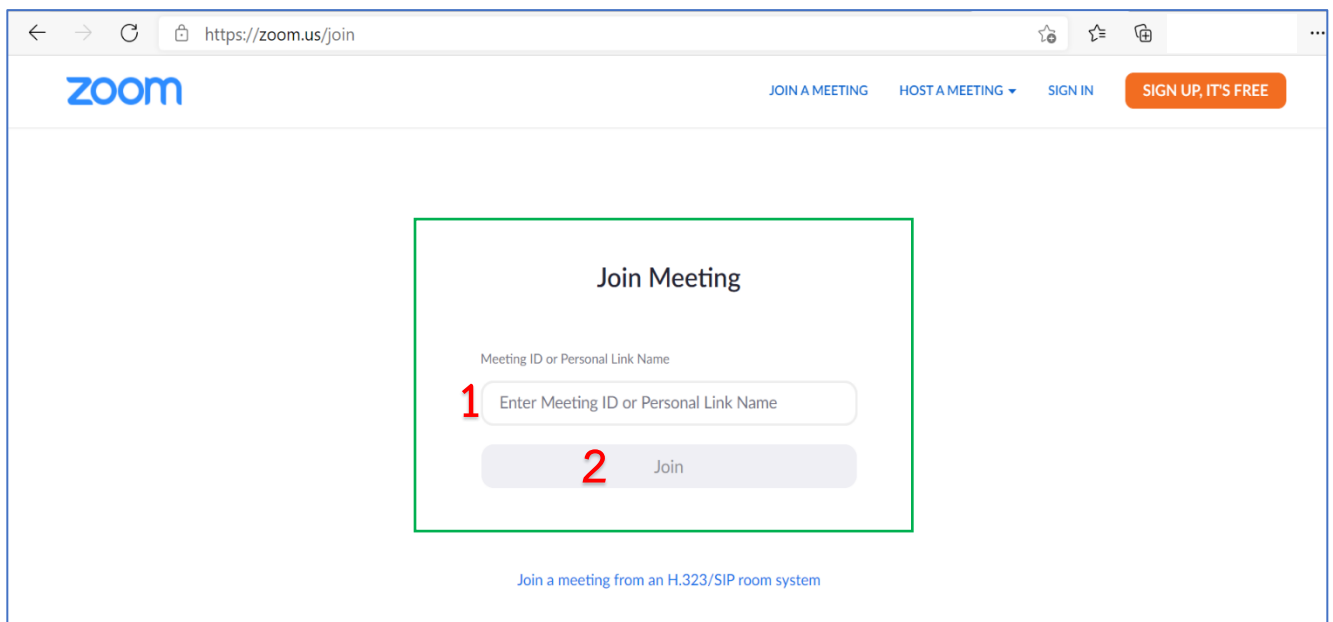 https://zoom.us/join
zoom JOIN A MEETING HOST A MEETING SIGN IN SIGN UP, IT'S FREE
Join Meeting
Meeting ID or Personal Link Name
1 Enter Meeting ID or Personal Link Name
2 Join
Join a meeting from an H.323/SIP room system